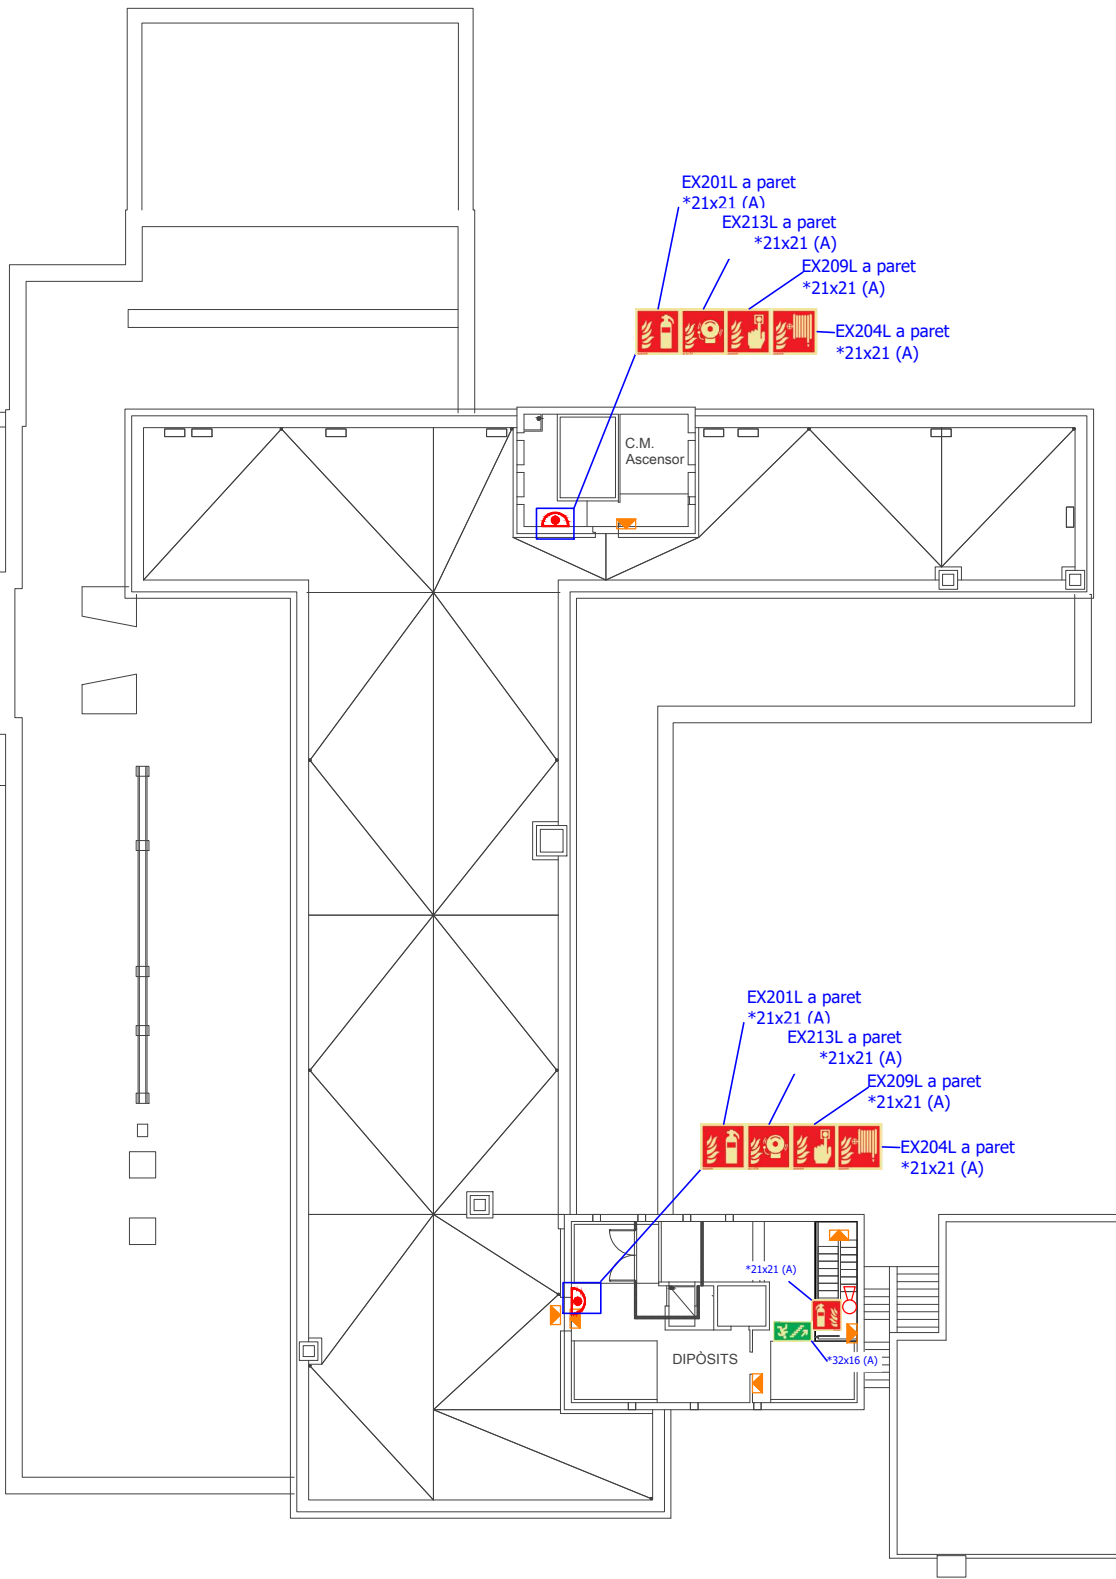 EX201L a paret
*21x21 (A)
EX213L a paret
*21x21 (A)
EX209L a paret
*21x21 (A)
EX204L a paret
*21x21 (A)
C.M.
Ascensor
EX201L a paret
*21x21 (A)
EX213L a paret
*21x21 (A)
EX209L a paret
*21x21 (A)
EX204L a paret
*21x21 (A)
*21x21 (A)
DIPÒSITS
*32x16 (A)